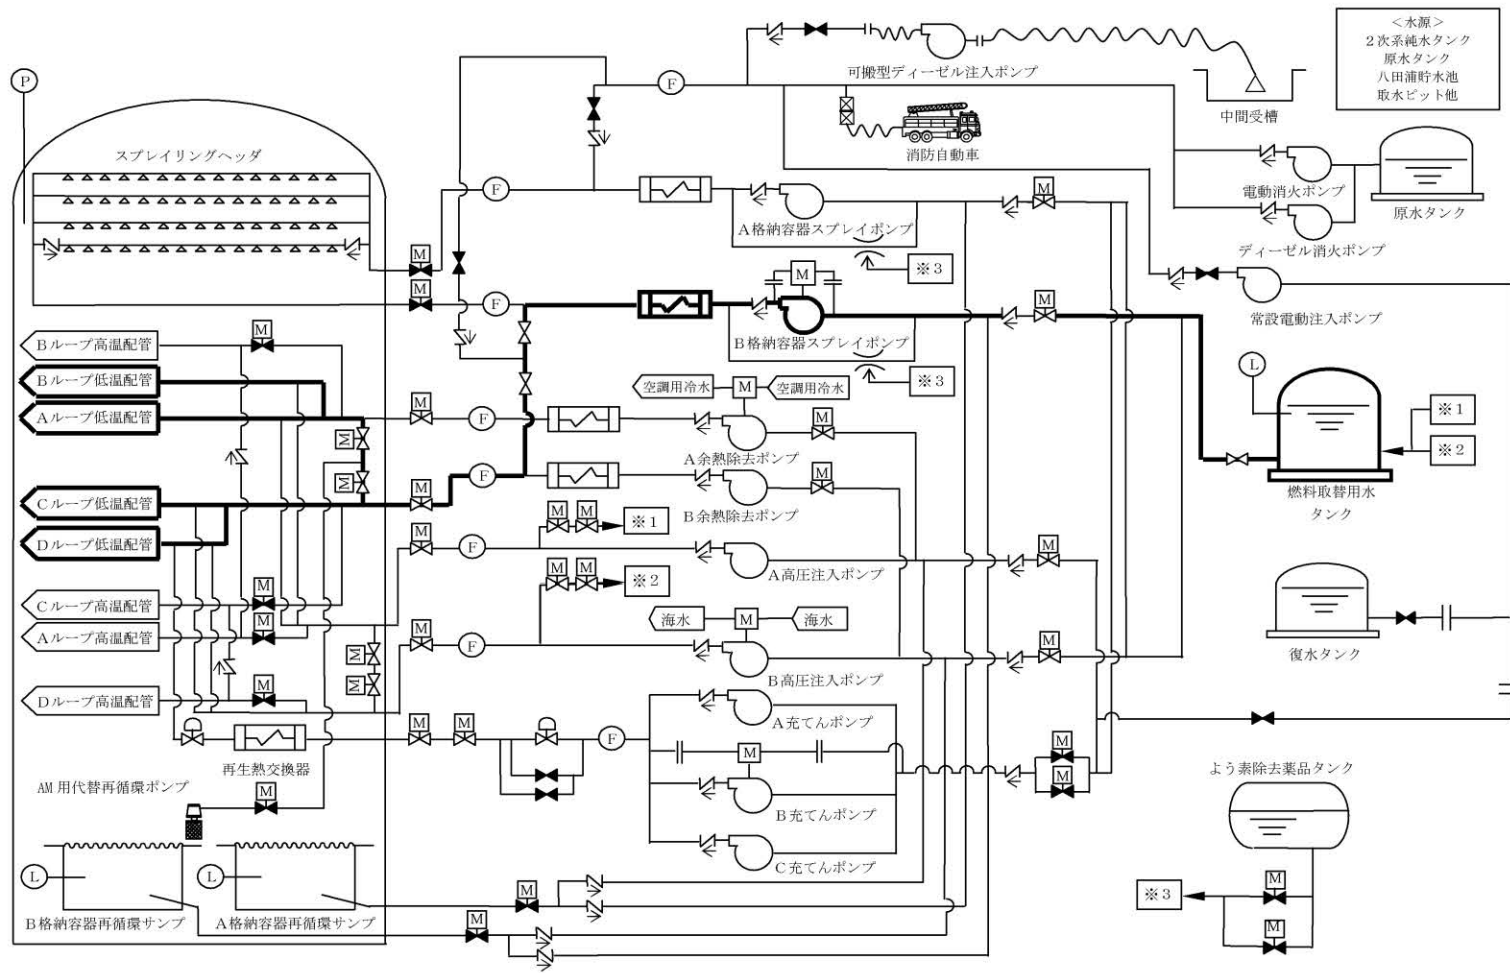 ＜水源＞
２次系純水タンク
原水タンク
八田浦貯水池
取水ピット他
P
F
可搬型ディーゼル注入ポンプ
中間受槽
消防自動車
スプレイリングヘッダ
電動消火ポンプ
原水タンク
F
M
A格納容器スプレイポンプ
ディーゼル消火ポンプ
M
※3
M
F
M
M
常設電動注入ポンプ
B格納容器スプレイポンプ
M
Bループ高温配管
※3
L
Bループ低温配管
空調用冷水
M
空調用冷水
Aループ低温配管
M
F
M
※1
M
A余熱除去ポンプ
※2
M
M
F
M
燃料取替用水
タンク
Cループ低温配管
B余熱除去ポンプ
M
M
※1
Dループ低温配管
M
F
M
A高圧注入ポンプ
M
M
※2
Cループ高温配管
M
海水
M
海水
Aループ高温配管
M
M
F
M
復水タンク
M
B高圧注入ポンプ
M
Dループ高温配管
M
A充てんポンプ
M
M
F
M
M
再生熱交換器
よう素除去薬品タンク
AM用代替再循環ポンプ
M
M
B充てんポンプ
C充てんポンプ
L
L
M
M
※3
B格納容器再循環サンプ
A格納容器再循環サンプ
M
M